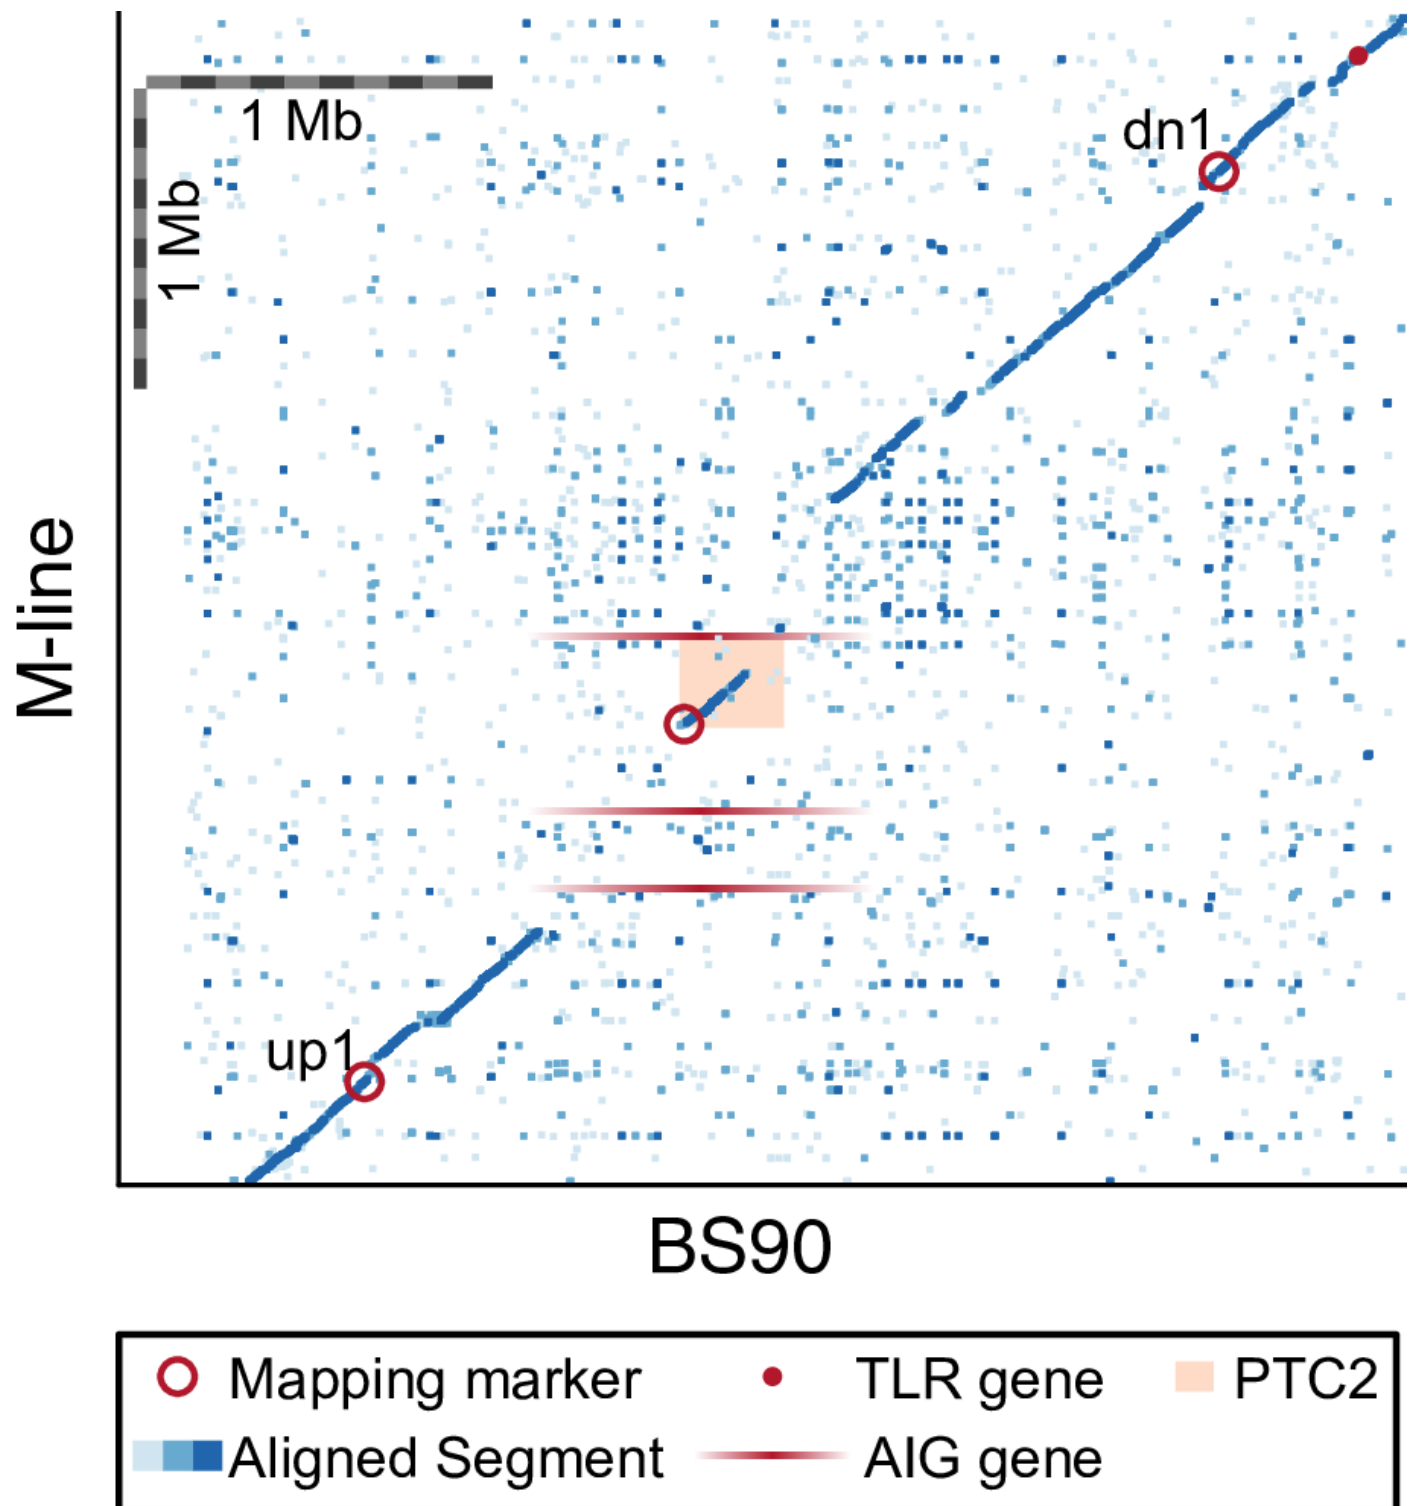 1 Mb
1 Mb
dn1
M-line
up1
BS90
Mapping marker
TLR gene
PTC2
Aligned Segment
AIG gene